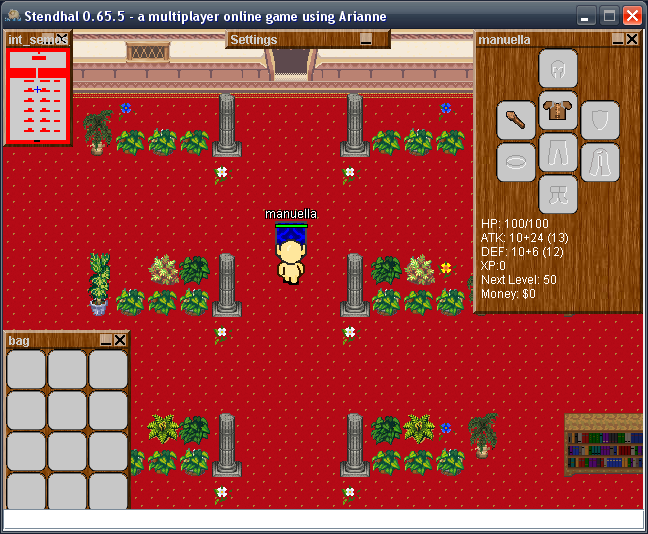 Stendhal 0.65.5 - a multiplayer online game using Arianne
Settings
manuella
manuella
HP: 100/100
ATK: 10+24 (13)
DEF: 10+6 (12)
XP:0
Next Level: 50
Money: $0
bag